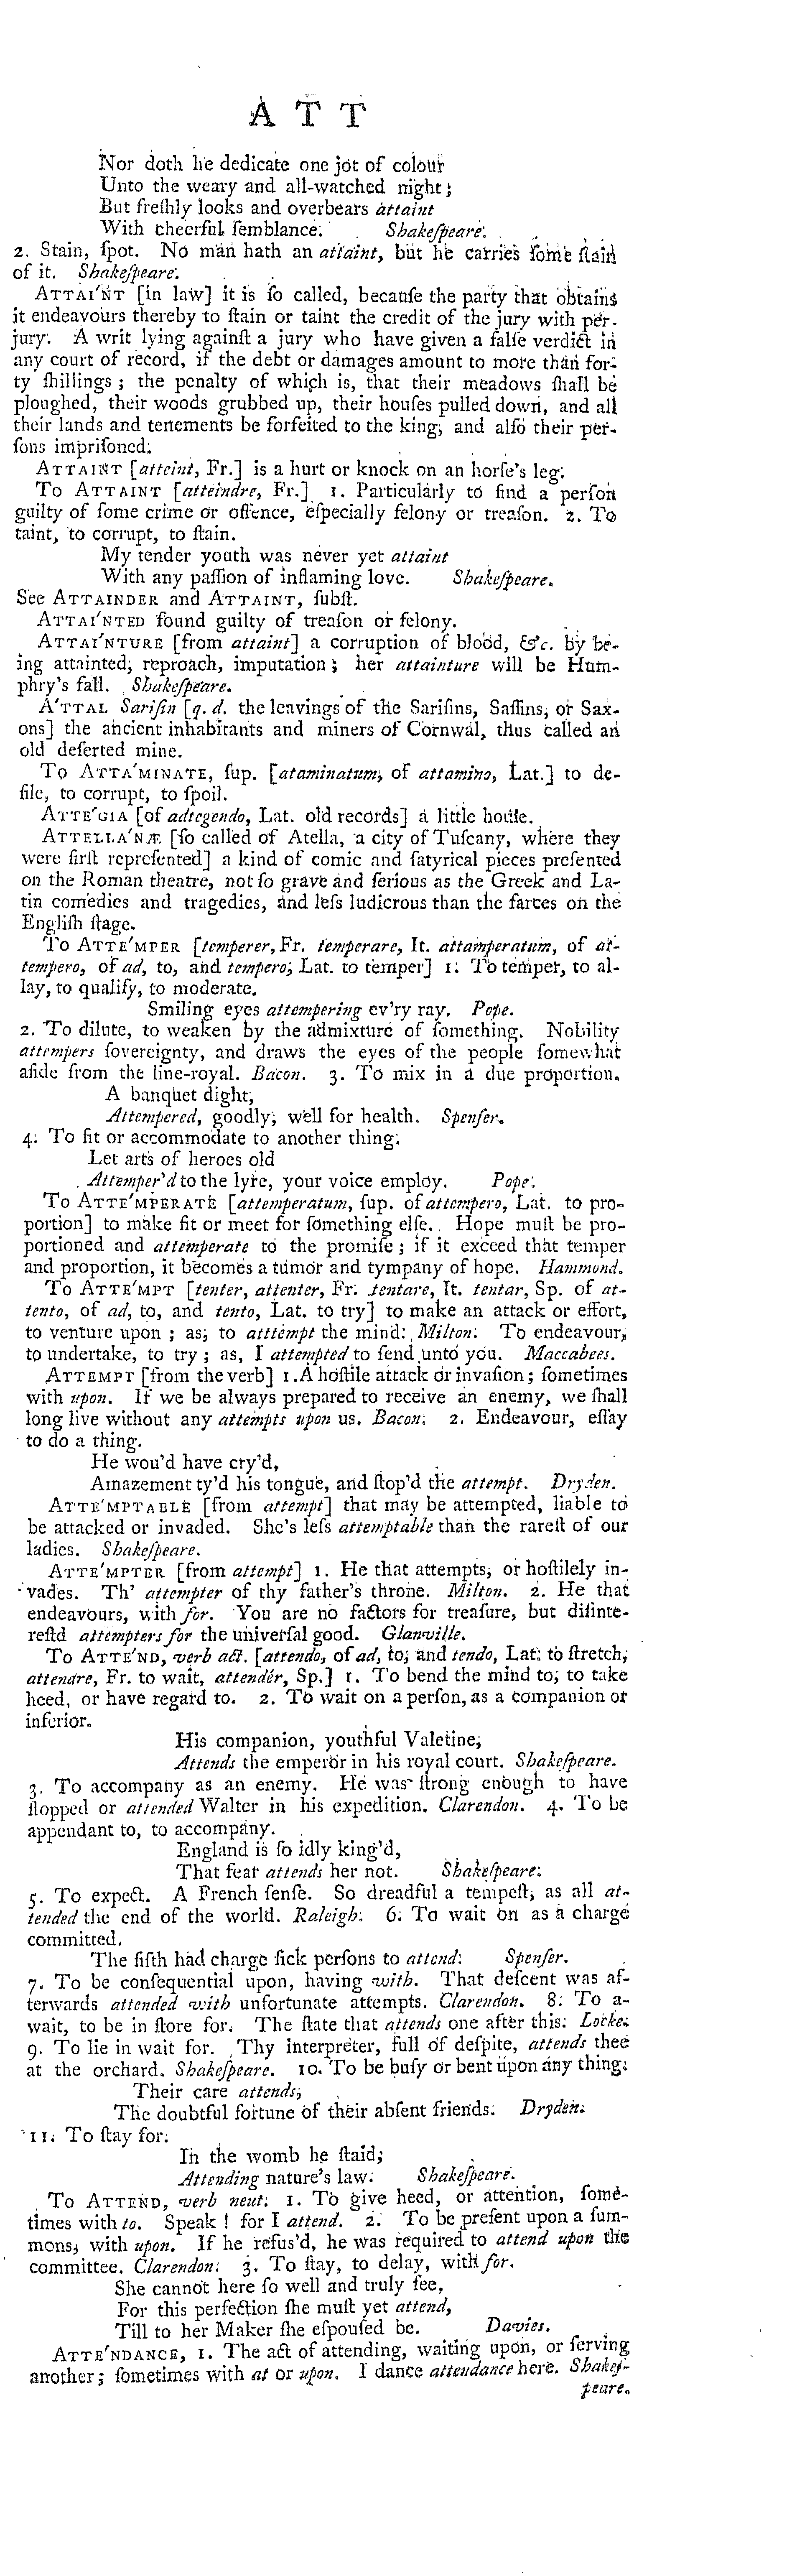 A T T
Nor doth he dedicate one jot of colour
Unto the weary and all-watched night;
But freſhly looks and overbears attaint
With cheerful ſemblance. Shakeſpeare.
2. Stain, ſpot. No man hath an attaint, but he carries ſome ſtain
of it. Shakeſpeare.
ATTAI′NT [in law] it is ſo called, becauſe the party that obtains
it endeavours thereby to ſtain or taint the credit of the jury with per-
jury. A writ lying againſt a jury who have given a falſe verdict in
any court of record, if the debt or damages amount to more than for-
ty ſhillings; the penalty of which is, that their meadows ſhall be
ploughed, their woods grubbed up, their houſes pulled down, and all
their lands and tenements be forfeited to the king, and alſo their per-
ſons impriſoned.
ATTAINT [atteint, Fr.] is a hurt or knock on an horſe's leg.
To ATTAINT [atteindre, Fr.] 1. Particularly to find a perſon
guilty of ſome crime or offence, eſpecially felony or treaſon. 2. To
taint, to corrupt, to ſtain.
My tender youth was never yet attaint
With any paſſion of inflaming love. Shakeſpeare.
See ATTAINDER and ATTAINT, ſubſt.
ATTAI′NTED found guilty of treaſon or felony.
ATTAI′NTURE [from attaint] a corruption of blood, &c. by be-
ing attainted; reproach, imputation; her attainture will be Hum-
phry's fall. Shakeſpeare.
A′TTAL Sariſin [q. d. the leavings of the Sariſins, Saſſins, or Sax-
ons] the ancient inhabitants and miners of Cornwal, thus called an
old deſerted mine.
To ATTA′MINATE, ſup. [ataminatum, of attamino, Lat.] to de-
file, to corrupt, to ſpoil.
ATTE′GIA [of adtegendo, Lat. old records] a little houſe.
ATTELLA′NÆ [ſo called of Atella, a city of Tuſcany, where they
were firſt repreſented] a kind of comic and ſatyrical pieces preſented
on the Roman theatre, not ſo grave and ſerious as the Greek and La-
tin comedies and tragedies, and leſs ludicrous than the farces on the
Engliſh ſtage.
To ATTE′MPER [temperer, Fr. temperare, It. attamperatum, of at-
tempero, of ad, to, and tempero, Lat. to temper] 1. To temper, to al-
lay, to qualify, to moderate.
Smiling eyes attempering ev'ry ray. Pope.
2. To dilute, to weaken by the admixture of ſomething. Nobility
attempers ſovereignty, and draws the eyes of the people ſomewhat
aſide from the line-royal. Bacon. 3. To mix in a due proportion.
A banquet dight,
Attempered, goodly, well for health. Spenſer.
4. To fit or accommodate to another thing.
Let arts of heroes old
Attemper'd to the lyre, your voice employ. Pope.
To ATTE′MPERATE [attemperatum, ſup. of attempero, Lat. to pro-
portion] to make fit or meet for ſomething elſe. Hope muſt be pro-
portioned and attemperate to the promiſe; if it exceed that temper
and proportion, it becomes a tumor and tympany of hope. Hammond.
To ATTE′MPT [tenter, attenter, Fr. tentare, It. tentar, Sp. of at-
tento, of ad, to, and tento, Lat. to try] to make an attack or effort,
to venture upon; as, to atttempt the mind. Milton. To endeavour,
to undertake, to try; as, I attempted to ſend unto you. Maccabees.
ATTEMPT [from the verb] 1. A hoſtile attack or invaſion; ſometimes
with upon. If we be always prepared to receive an enemy, we ſhall
long live without any attempts upon us. Bacon. 2. Endeavour, eſſay
to do a thing.
He wou'd have cry'd,
Amazement ty'd his tongue, and ſtop'd the attempt. Dryden.
ATTE′MPTABLE [from attempt] that may be attempted, liable to
be attacked or invaded. She's leſs attemptable than the rareſt of our
ladies. Shakeſpeare.
ATTE′MPTER [from attempt] 1. He that attempts, or hoſtilely in-
vades. Th' attempter of thy father's throne. Milton. 2. He that
endeavours, with for. You are no factors for treaſure, but diſinte-
reſtd attempters for the univerſal good. Glanville.
To ATTE′ND, verb act. [attendo, of ad, to, and tendo, Lat. to ſtretch,
attendre, Fr. to wait, attendér, Sp.] 1. To bend the mind to, to take
heed, or have regard to. 2. To wait on a perſon, as a companion or
inferior.
His companion, youthful Valetine,
Attends the emperor in his royal court. Shakeſpeare.
3. To accompany as an enemy. He was ſtrong enough to have
ſtopped or attended Walter in his expedition. Clarendon. 4. To be
appendant to, to accompany.
England is ſo idly king'd,
That fear attends her not. Shakeſpeare.
5. To expect. A French ſenſe. So dreadful a tempeſt, as all at-
tended the end of the world. Raleigh. 6. To wait on as a charge
committed.
The fifth had charge ſick perſons to attend. Spenſer.
7. To be conſequential upon, having with. That deſcent was af-
terwards attended with unfortunate attempts. Clarendon. 8. To a-
wait, to be in ſtore for. The ſtate that attends one after this. Locke.
9. To lie in wait for. Thy interpreter, full of deſpite, attends thee
at the orchard. Shakeſpeare. 10. To be buſy or bent upon any thing.
Their care attends,
The doubtful fortune of their abſent friends. Dryden.
11. To ſtay for.
In the womb he ſtaid,
Attending nature's law. Shakeſpeare.
To ATTEND, verb neut. 1. To give heed, or attention, ſome-
times with to. Speak! for I attend. 2. To be preſent upon a ſum-
mons, with upon. If he refus'd, he was required to attend upon the
committee. Clarendon. 3. To ſtay, to delay, with for.
She cannot here ſo well and truly ſee,
For this perfection ſhe muſt yet attend,
Till to her Maker ſhe eſpouſed be. Davies.
ATTE′NDANCE, 1. The act of attending, waiting upon, or ſerving
another; ſometimes with at or upon. I dance attendance here. Shakeſ-
peare.